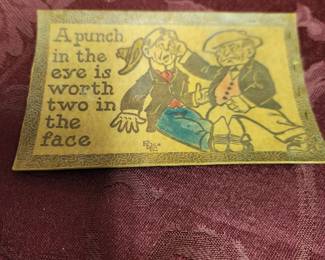 A punch
in the
eye is
worth
two in
the
face